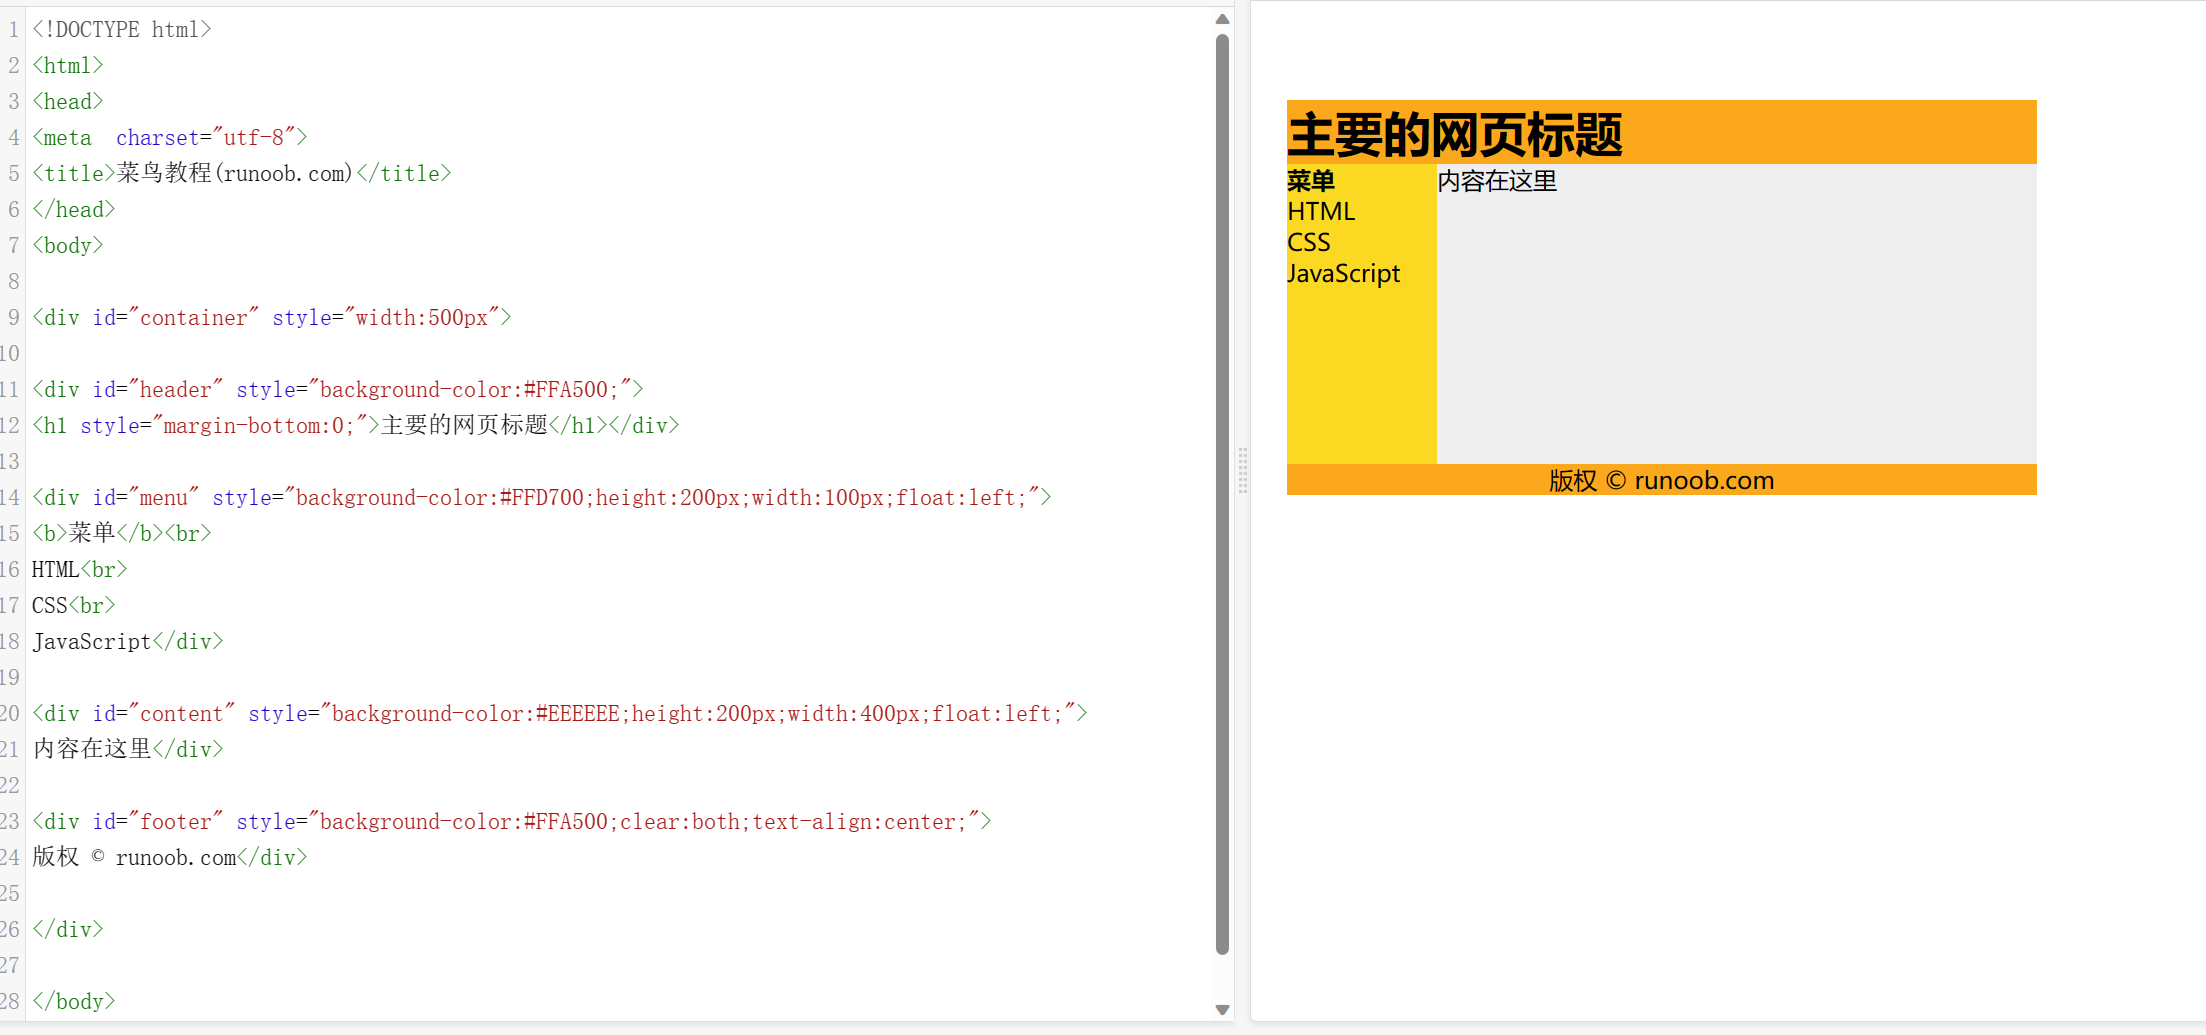 1 <!DOCTYPE html>
2 <html>
3 <head>
4 <meta  charset="utf-8">
5 <title>菜鸟教程(runoob.com)</title>
6 </head>
7 <body>
8
9 <div id="container" style="width:500px">
10
11 <div id="header" style="background-color:#FFA500;">
12 <h1 style="margin-bottom:0;">主要的网页标题</h1></div>
13
14 <div id="menu" style="background-color:#FFD700;height:200px;width:100px;float:left;">
15 <b>菜单</b><br>
16 HTML<br>
17 CSS<br>
18 JavaScript</div>
19
20 <div id="content" style="background-color:#EEEEEE;height:200px;width:400px;float:left;">
21 内容在这里</div>
22
23 <div id="footer" style="background-color:#FFA500;clear:both;text-align:center;">
24 版权 © runoob.com</div>
25
26 </div>
27
28 </body>
主要的网页标题
菜单
HTML
CSS
JavaScript
内容在这里
版权 © runoob.com